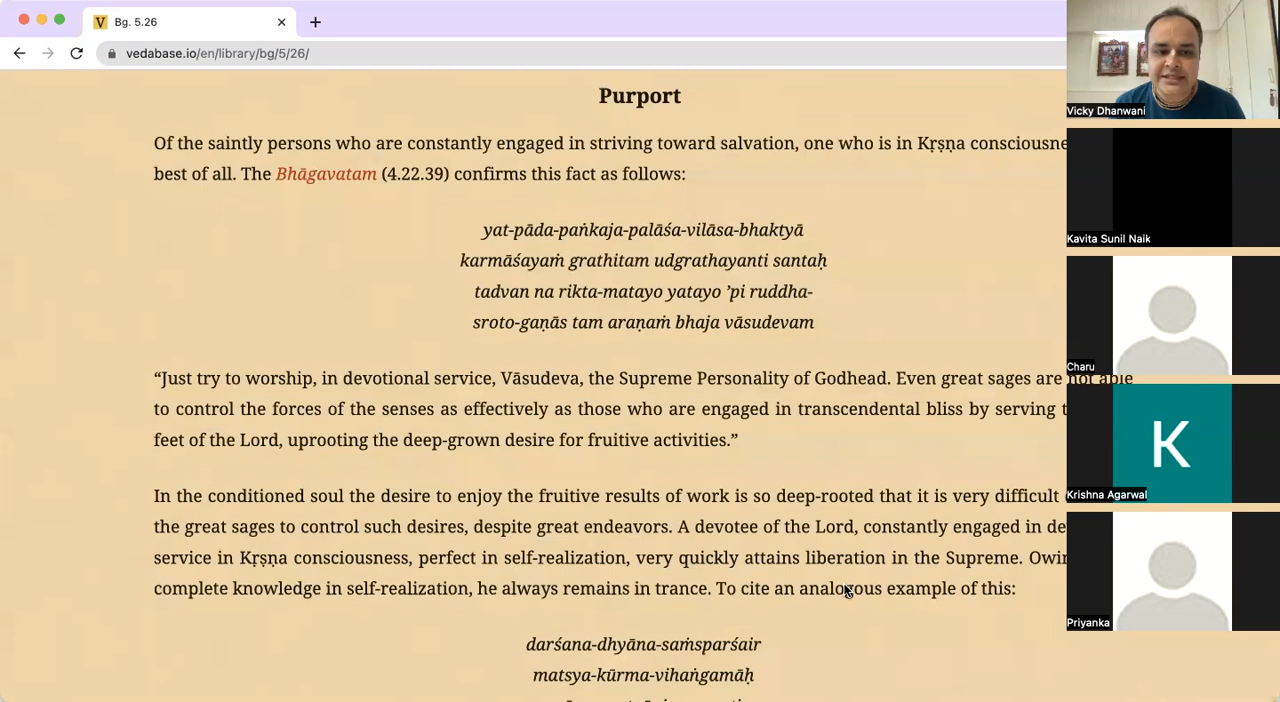 V Bg. 5.26
vedabase.io/en/library/bg/5/26/
Purport
Of the saintly persons who are constantly engaged in striving toward salvation, one who is in Kṛṣṇa
best of all. The Bhāgavatam (4.22.39) confirms this fact as follows:
yat-pāda-paṅkaja-palāśa-vilāsa-bhaktyā
karmāśayaṁ grathitam udgrathayanti santaḥ
tadvan na rikta-matayo yatayo ’pi ruddha-
sroto-gaṇās tam araṇaṁ bhaja vāsudevam
“Just try to worship, in devotional service, Vāsudeva, the Supreme Personality of Godhead. Even great sages are not able
to control the forces of the senses as effectively as those who are engaged in transcendental bliss by serving
feet of the Lord, uprooting the deep-grown desire for fruitive activities.”
In the conditioned soul the desire to enjoy the fruitive results of work is so deep-rooted that it is very difficult
the great sages to control such desires, despite great endeavors. A devotee of the Lord, constantly engaged in
service in Kṛṣṇa consciousness, perfect in self-realization, very quickly attains liberation in the Supreme.
complete knowledge in self-realization, he always remains in trance. To cite an analogous example of this:
darśana-dhyāna-saṁsparśair
matsya-kūrma-vihaṅgamāḥ
Vicky Dhanwani
Kavita Sunil Naik
Charu
K
Krishna Agarwal
Priyanka